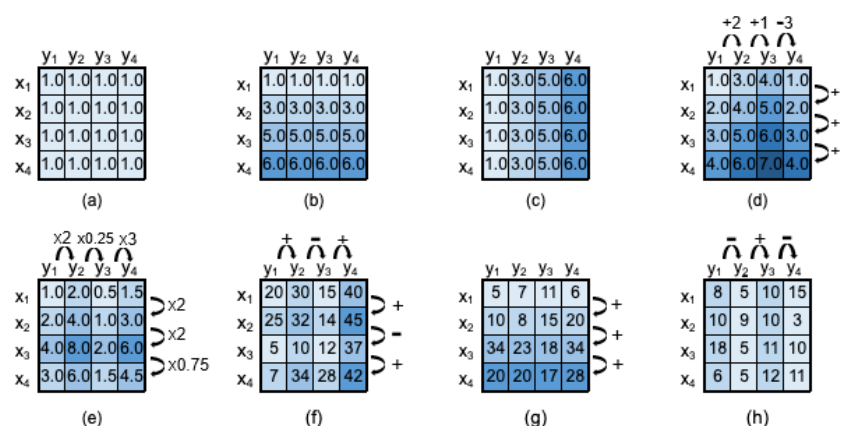 +2 +1 -3
y₁ y₂ y₃ y₄ y₁ y₂ y₃ y₄ y₁ y₂ y₃ y₄ y₁ y₂ y₃ y₄
x₁ 1.0 1.0 1.0 1.0 x₁ 1.0 1.0 1.0 1.0 x₁ 1.0 3.0 5.0 6.0 x₁ 1.0 3.0 4.0 1.0 +
x₂ 1.0 1.0 1.0 1.0 x₂ 3.0 3.0 3.0 3.0 x₂ 1.0 3.0 5.0 6.0 x₂ 2.0 4.0 5.0 2.0 +
x₃ 1.0 1.0 1.0 1.0 x₃ 5.0 5.0 5.0 5.0 x₃ 1.0 3.0 5.0 6.0 x₃ 3.0 5.0 6.0 3.0 +
x₄ 1.0 1.0 1.0 1.0 x₄ 6.0 6.0 6.0 6.0 x₄ 1.0 3.0 5.0 6.0 x₄ 4.0 6.0 7.0 4.0
(a) (b) (c) (d)
x2 x0.25 x3 + - + - + -
y₁ y₂ y₃ y₄ y₁ y₂ y₃ y₄ y₁ y₂ y₃ y₄ y₁ y₂ y₃ y₄
x₁ 1.0 2.0 0.5 1.5 x2 x₁ 20 30 15 40 + x₁ 5 7 11 6 + x₁ 8 5 10 15
x₂ 2.0 4.0 1.0 3.0 x2 x₂ 25 32 14 45 - x₂ 10 8 15 20 + x₂ 10 9 10 3
x₃ 4.0 8.0 2.0 6.0 x0.75 x₃ 5 10 12 37 + x₃ 34 23 18 34 + x₃ 18 5 11 10
x₄ 3.0 6.0 1.5 4.5 x₄ 7 34 28 42 x₄ 20 20 17 28 x₄ 6 5 12 11
(e) (f) (g) (h)